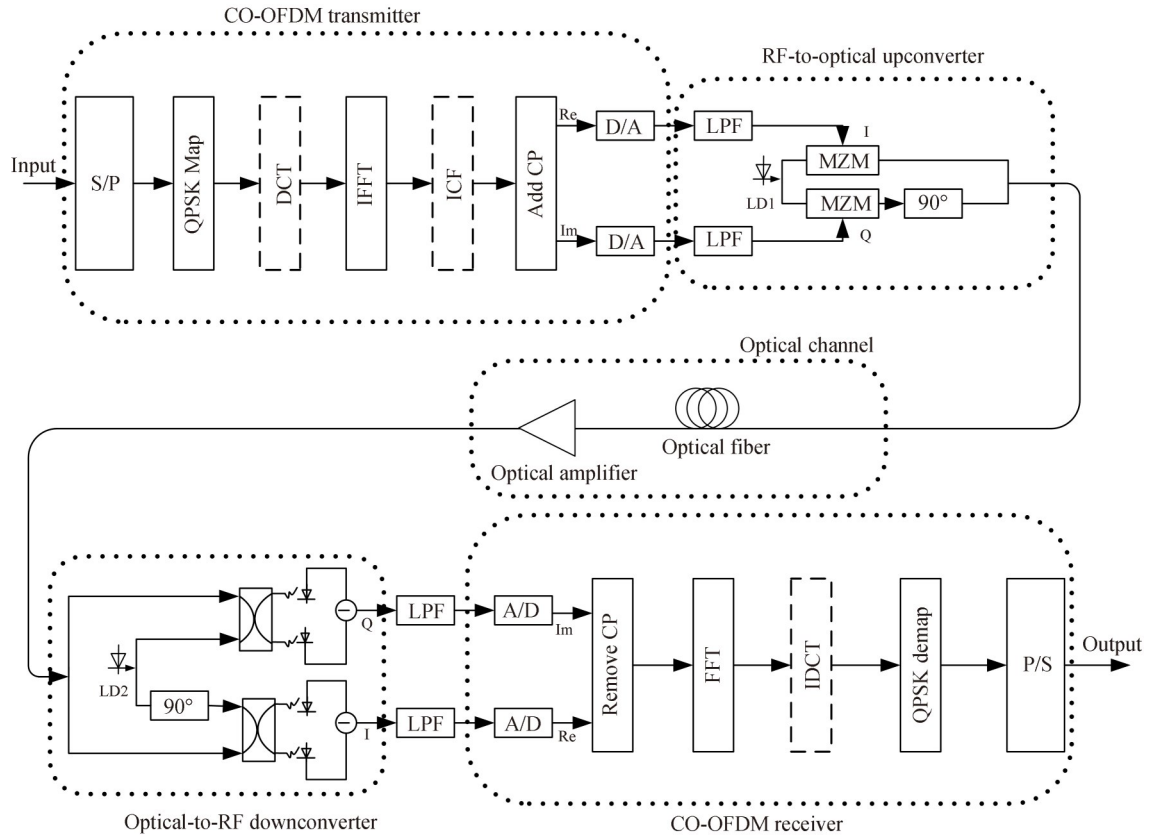 CO-OFDM transmitter
RF-to-optical upconverter
Input
S/P
QPSK Map
DCT
IFFT
ICF
Add CP
Re
Im
D/A
D/A
LPF
LPF
I
MZM
LD1
MZM
90°
Q
Optical channel
Optical fiber
Optical amplifier
LD2
90°
Q
I
LPF
LPF
A/D
A/D
Im
Re
Remove CP
FFT
IDCT
QPSK demap
P/S
Output
Optical-to-RF downconverter
CO-OFDM receiver